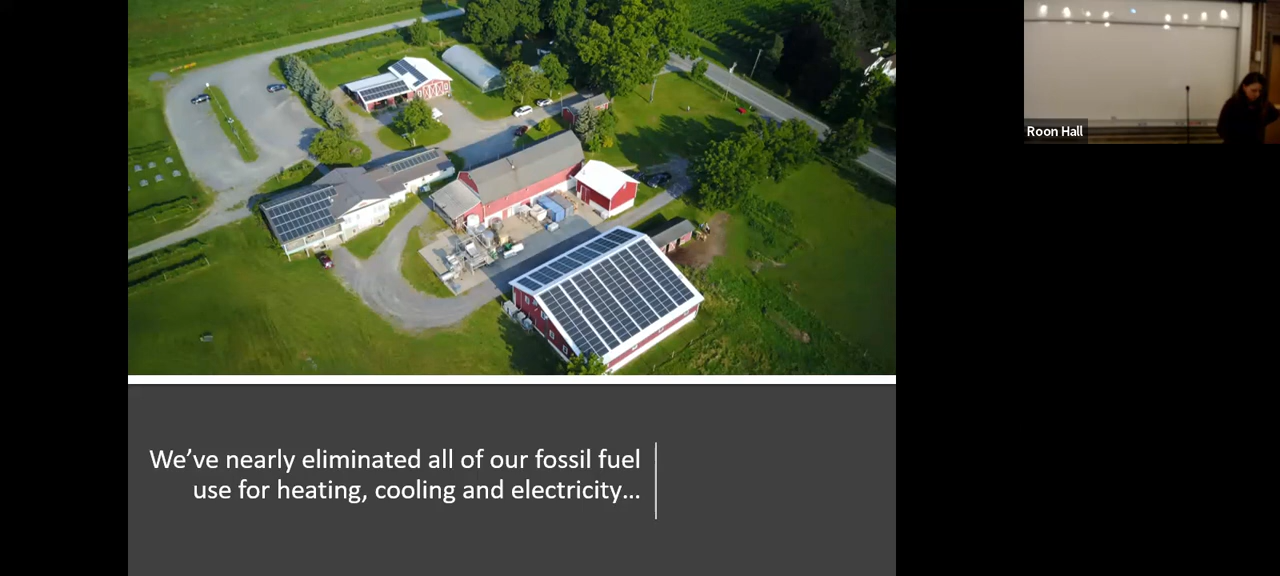 Roon Hall
We’ve nearly eliminated all of our fossil fuel
use for heating, cooling and electricity...